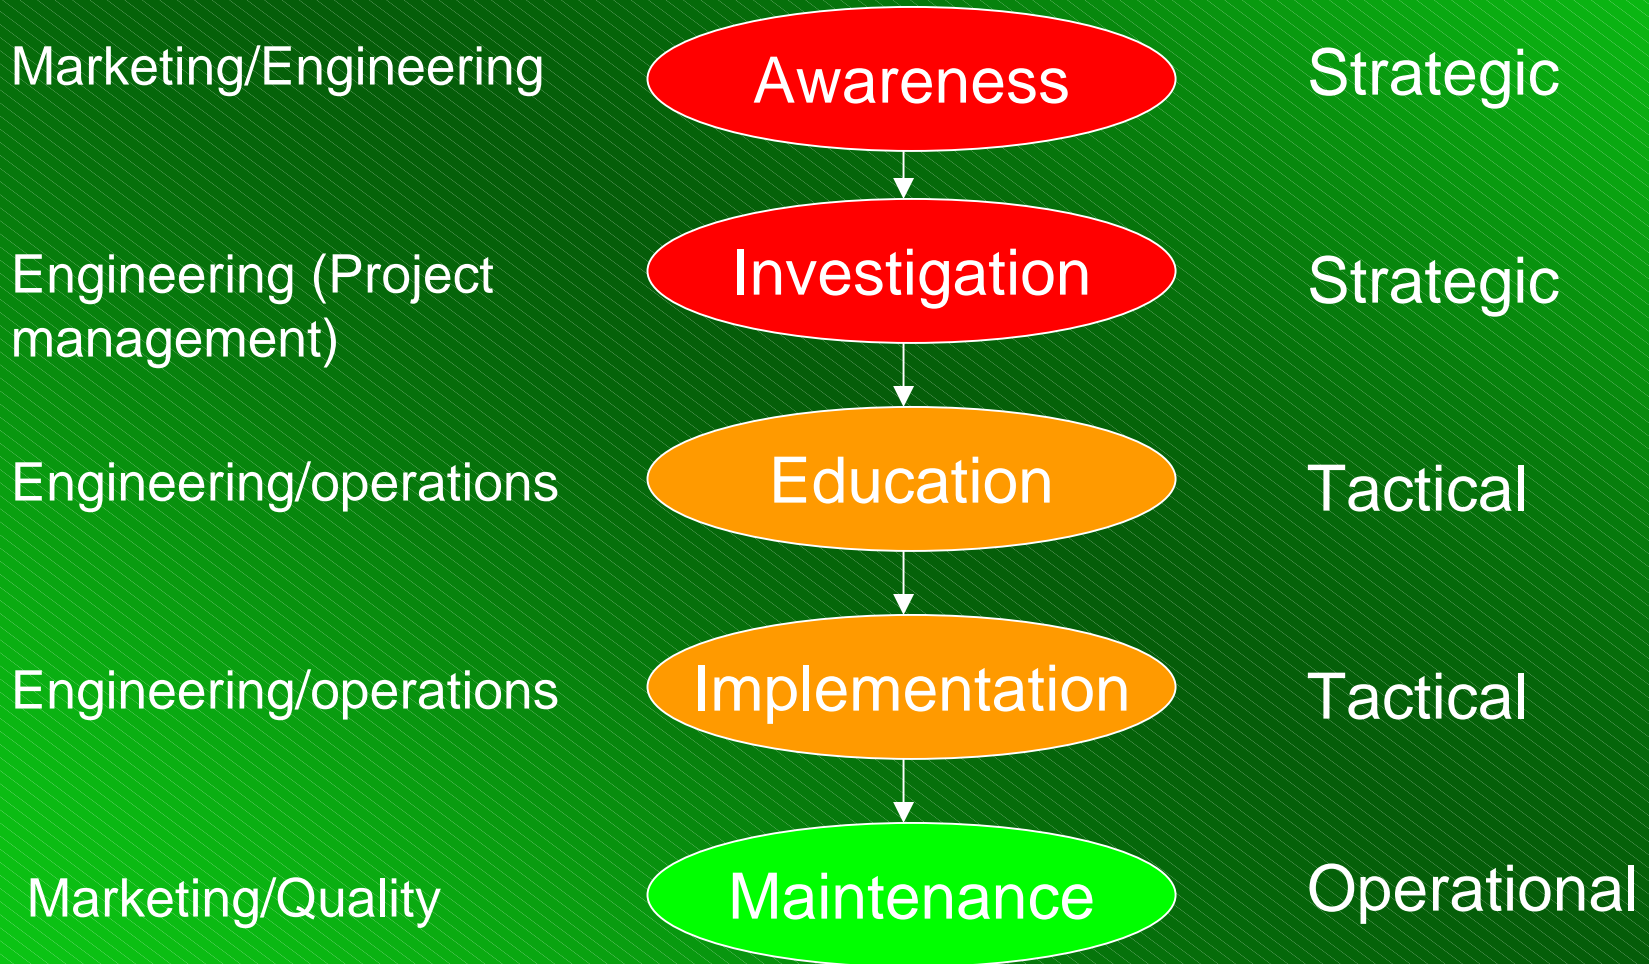 Marketing/Engineering
Awareness
Strategic
Engineering (Project
management)
Investigation
Strategic
Engineering/operations
Education
Tactical
Engineering/operations
Implementation
Tactical
Marketing/Quality
Maintenance
Operational